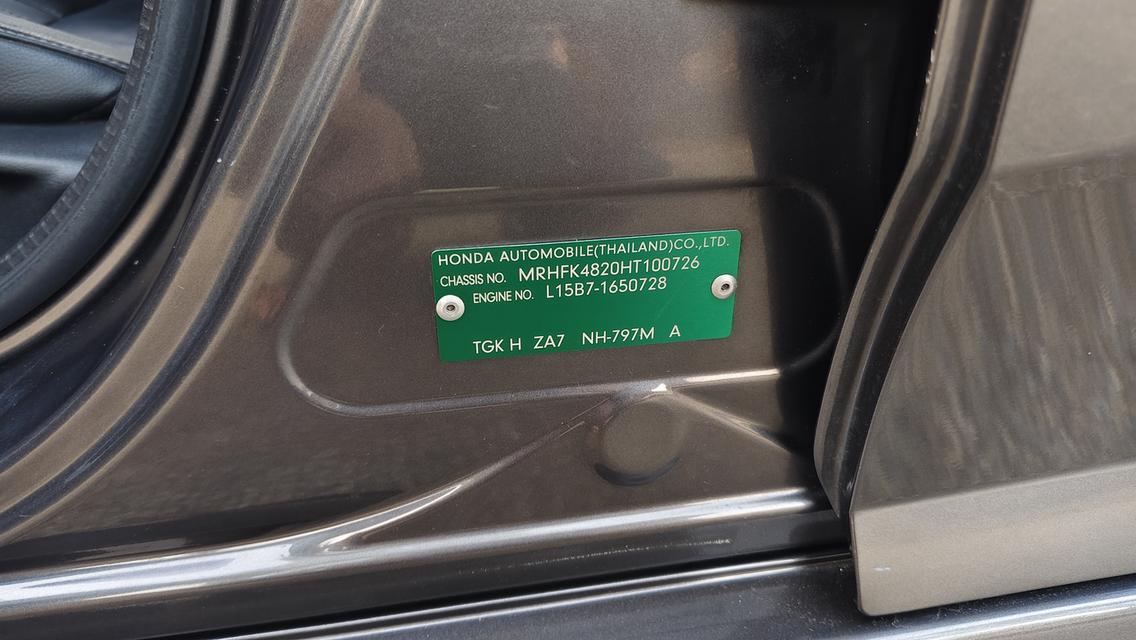 HONDA AUTOMOBILE(THAILAND)CO.,LTD.
CHASSIS NO. MRHFK4820HT100726
ENGINE NO. L15B7-1650728
TGK H ZA7 NH-797M A